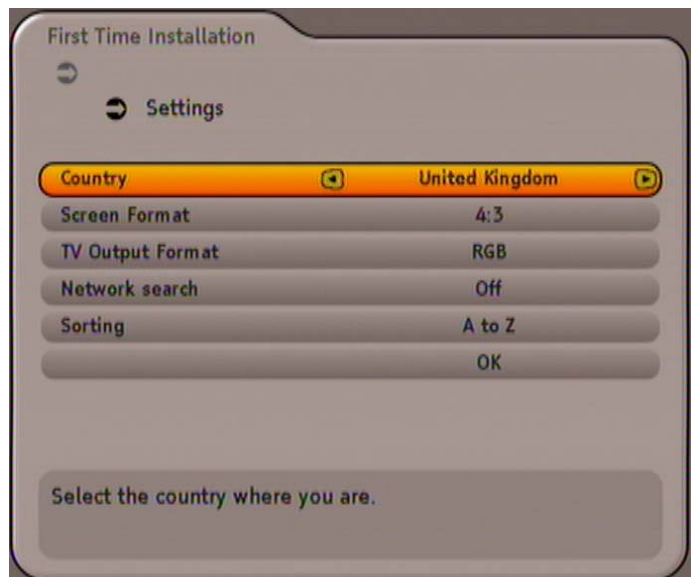 First Time Installation
Settings
Country United Kingdom
Screen Format 4:3
TV Output Format RGB
Network search Off
Sorting A to Z
OK
Select the country where you are.